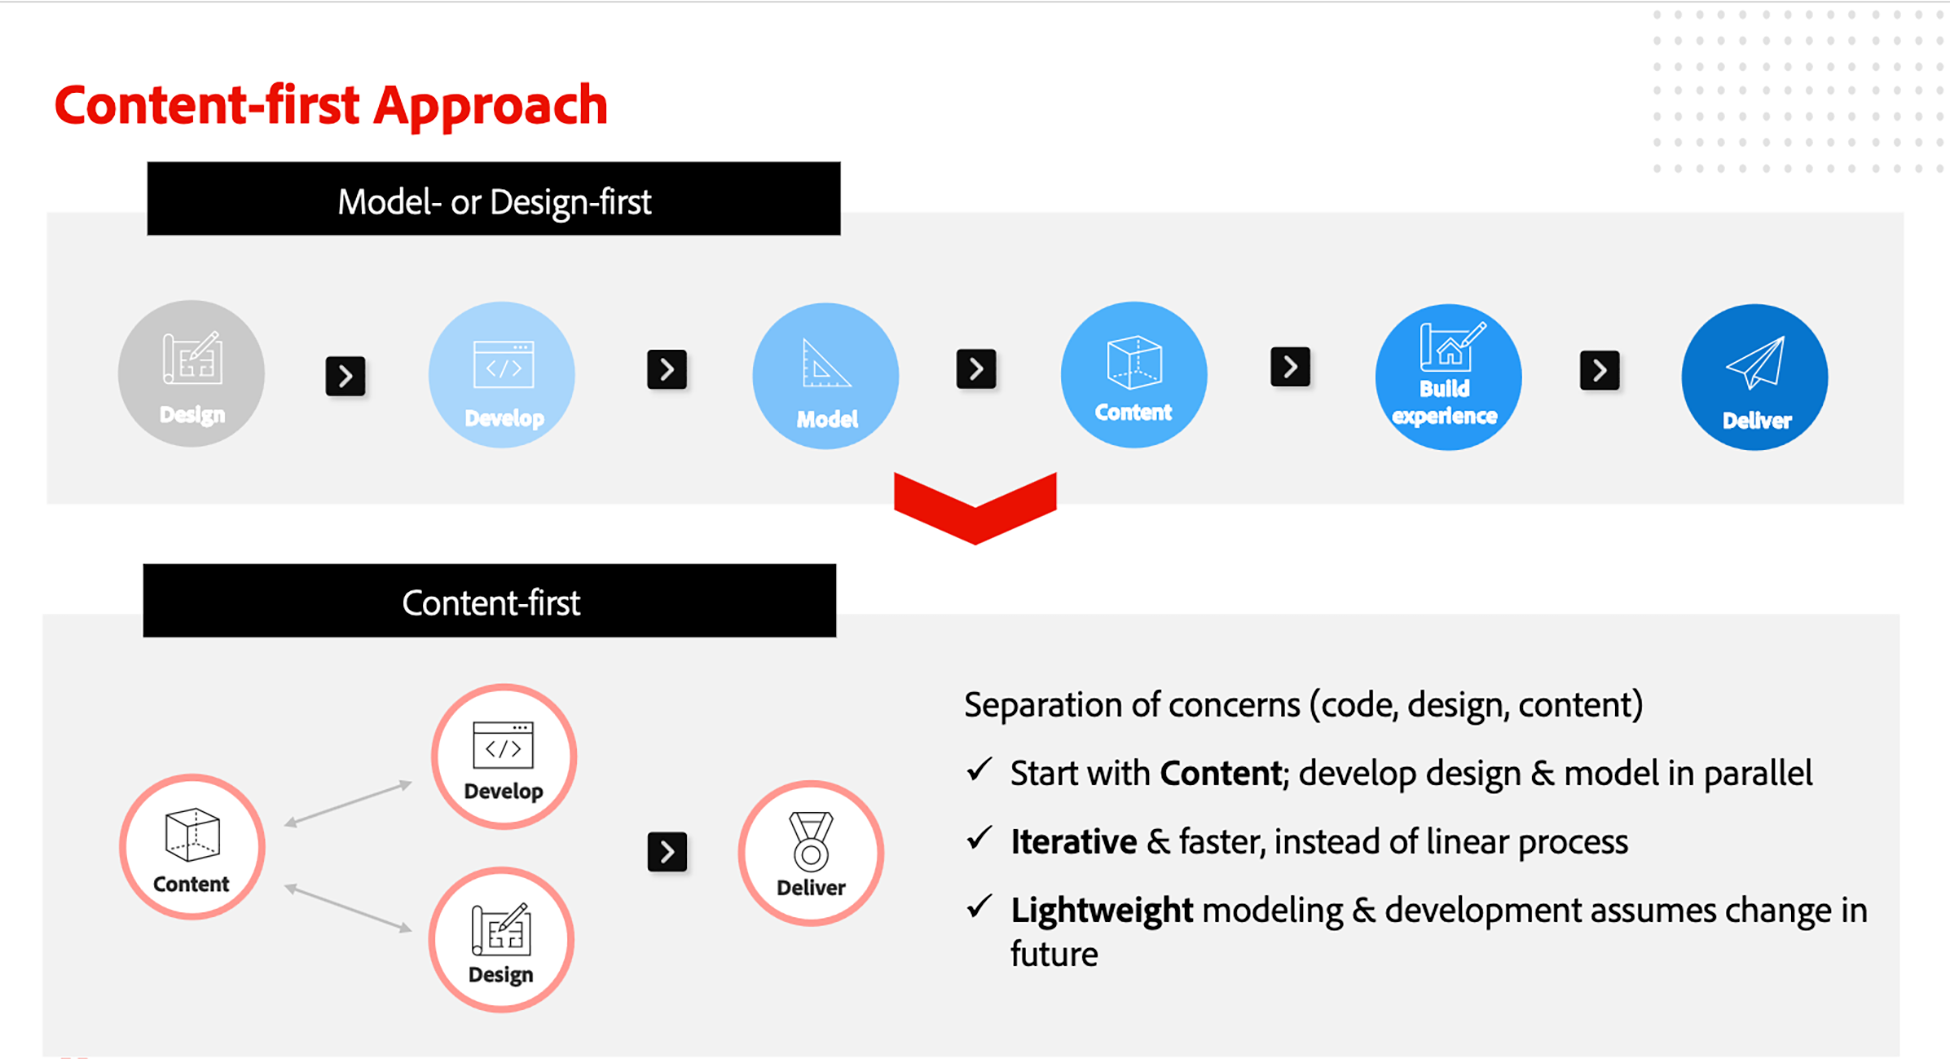 Content-first Approach
Model- or Design-first
Design
Develop
Model
Content
Build
experience
Deliver
Content-first
Content
Develop
Design
Deliver
Separation of concerns (code, design, content)
✓ Start with Content; develop design & model in parallel
✓ Iterative & faster, instead of linear process
✓ Lightweight modeling & development assumes change in
future